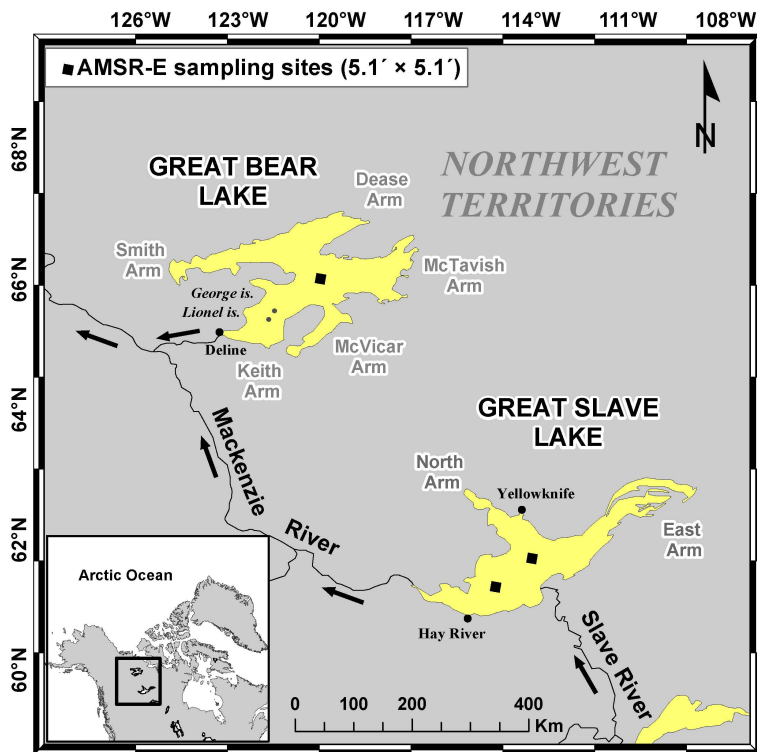 126°W 123°W 120°W 117°W 114°W 111°W 108°W
AMSR-E sampling sites (5.1´ × 5.1´)
N
68°N
66°N
64°N
62°N
60°N
NORTHWEST
TERRITORIES
GREAT BEAR
LAKE
Dease
Arm
Smith
Arm
McTavish
Arm
George is.
Lionel is.
Deline
McVicar
Arm
Keith
Arm
GREAT SLAVE
LAKE
Mackenzie
River
North
Arm
Yellowknife
East
Arm
Hay River
Slave River
Arctic Ocean
0 100 200 300 400
Km